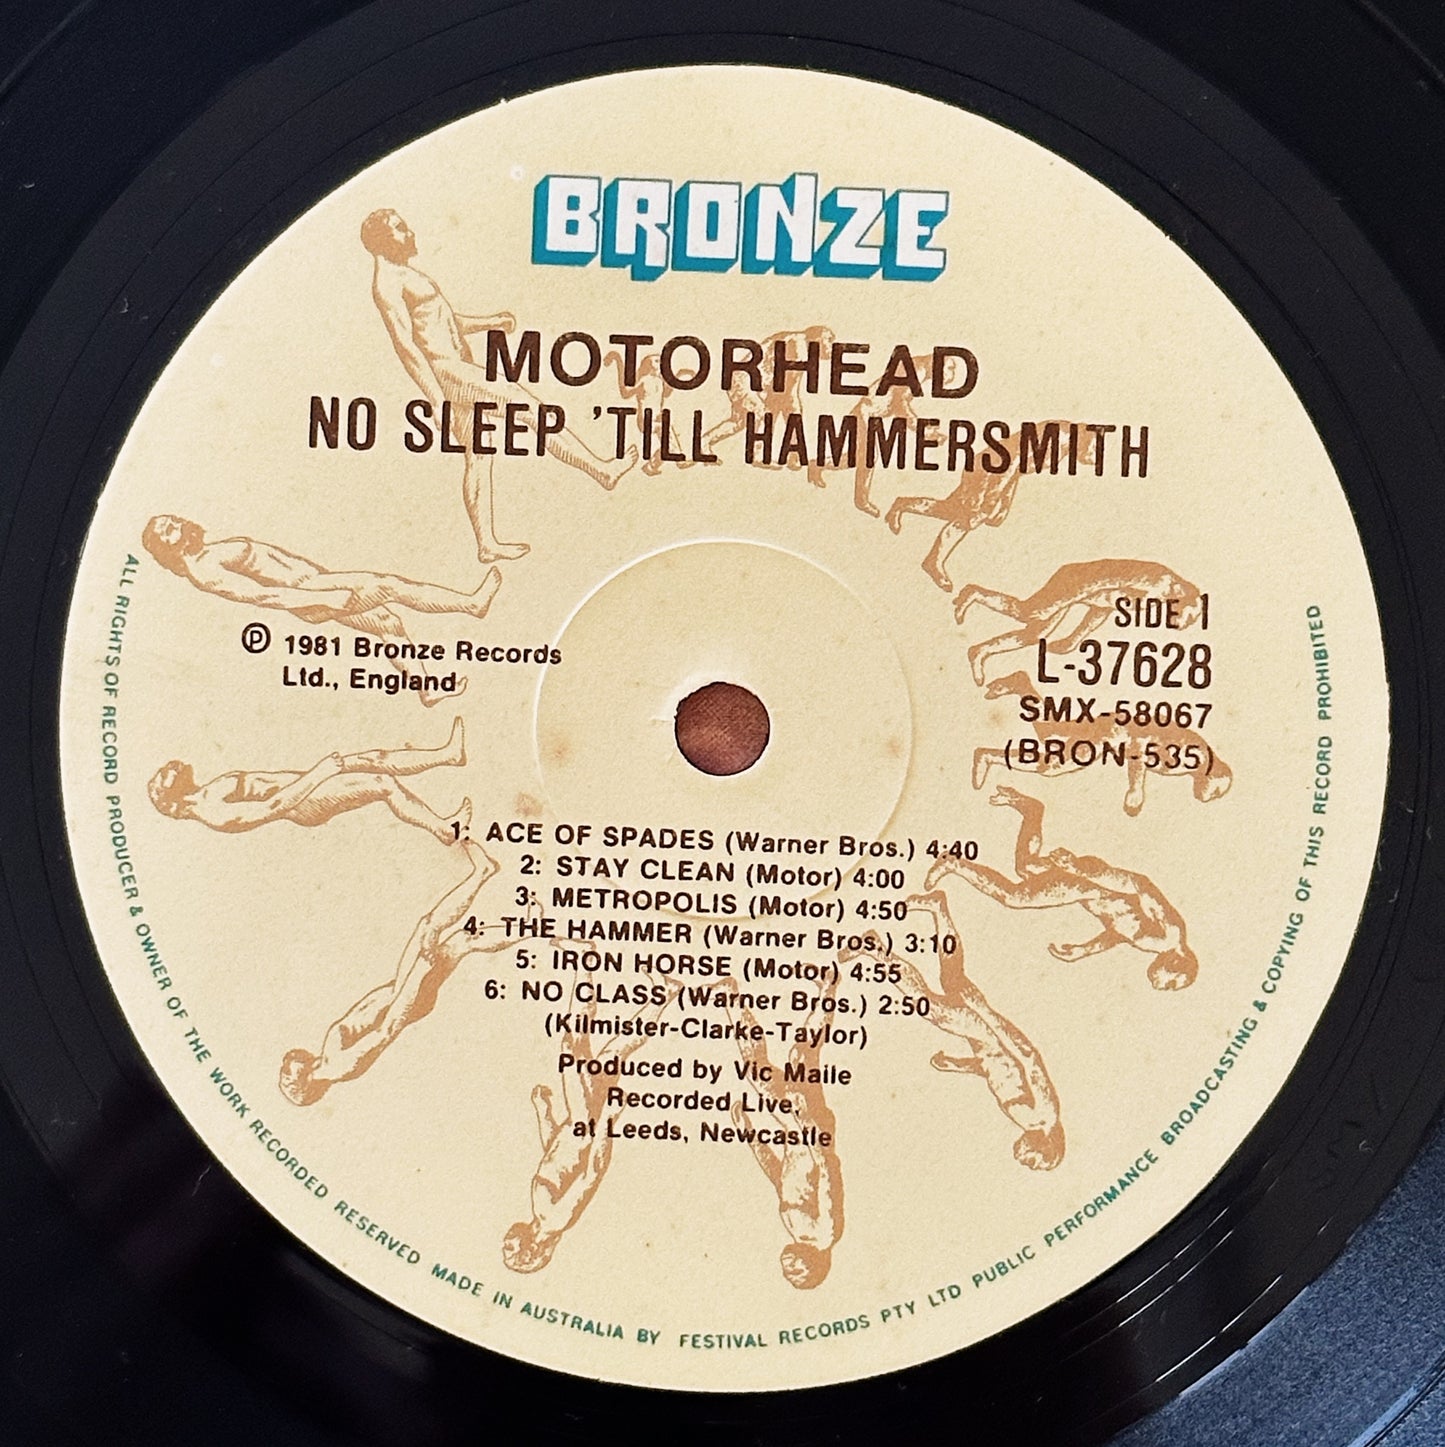 BRONZE
MOTORHEAD
NO SLEEP 'TILL HAMMERSMITH
℗ 1981 Bronze Records
Ltd., England
SIDE 1
L-37628
SMX-58067
(BRON-535)
1: ACE OF SPADES (Warner Bros.) 4:40
2: STAY CLEAN (Motor) 4:00
3: METROPOLIS (Motor) 4:50
4: THE HAMMER (Warner Bros.) 3:10
5: IRON HORSE (Motor) 4:55
6: NO CLASS (Warner Bros.) 2:50
(Kilmister-Clarke-Taylor)
Produced by Vic Maile
Recorded Live,
at Leeds, Newcastle
ALL RIGHTS OF RECORD PRODUCER & OWNER OF THE WORK RECORDED RESERVED MADE IN AUSTRALIA BY FESTIVAL RECORDS PTY LTD PUBLIC PERFORMANCE BROADCASTING & COPYING OF THIS RECORD PROHIBITED